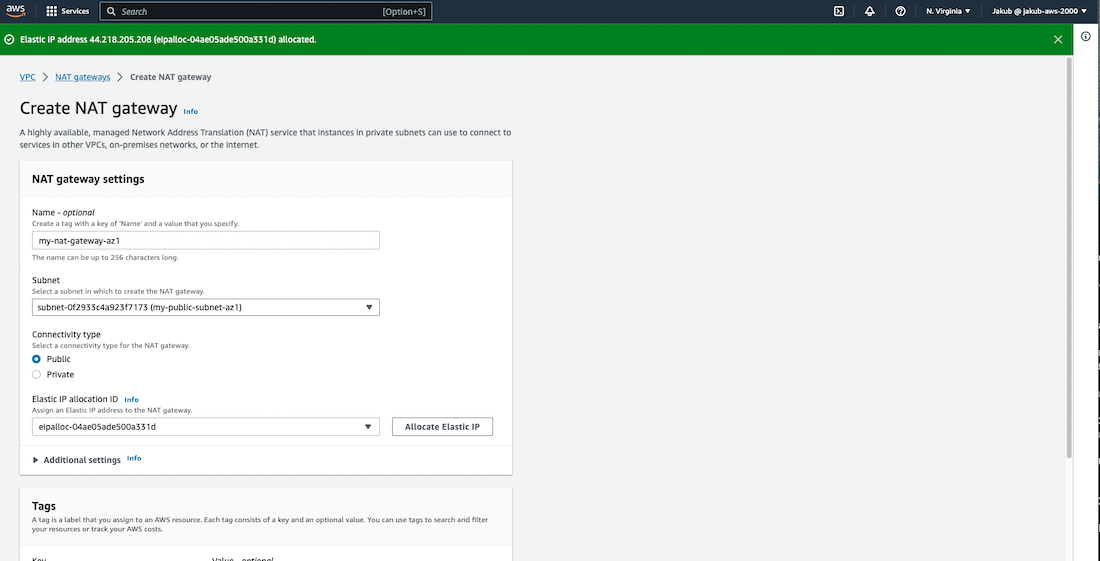 aws
Services
Search
[Option+S]
N. Virginia
Jakub @ jakub-aws-2000
Elastic IP address 44.218.205.208 (eipalloc-04ae05ade500a331d) allocated.
VPC > NAT gateways > Create NAT gateway
Create NAT gateway Info
A highly available, managed Network Address Translation (NAT) service that instances in private subnets can use to connect to
services in other VPCs, on-premises networks, or the internet.
NAT gateway settings
Name - optional
Create a tag with a key of 'Name' and a value that you specify.
my-nat-gateway-az1
The name can be up to 256 characters long.
Subnet
Select a subnet in which to create the NAT gateway.
subnet-0f2933c4a923f7173 (my-public-subnet-az1)
Connectivity type
Select a connectivity type for the NAT gateway.
Public
Private
Elastic IP allocation ID Info
Assign an Elastic IP address to the NAT gateway.
eipalloc-04ae05ade500a331d
Allocate Elastic IP
Additional settings Info
Tags
A tag is a label that you assign to an AWS resource. Each tag consists of a key and an optional value. You can use tags to search and filter
your resources or track your AWS costs.
Key
Value - optional